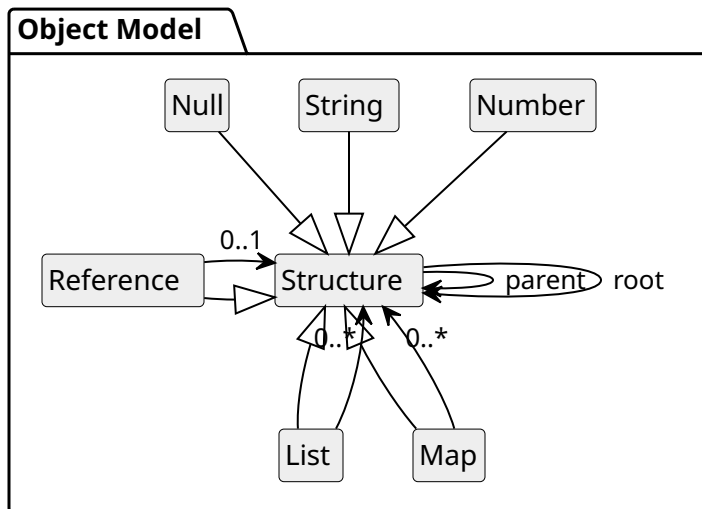 Object Model
Null
String
Number
0..1
Reference
Structure
parent
root
0..*
0..*
List
Map